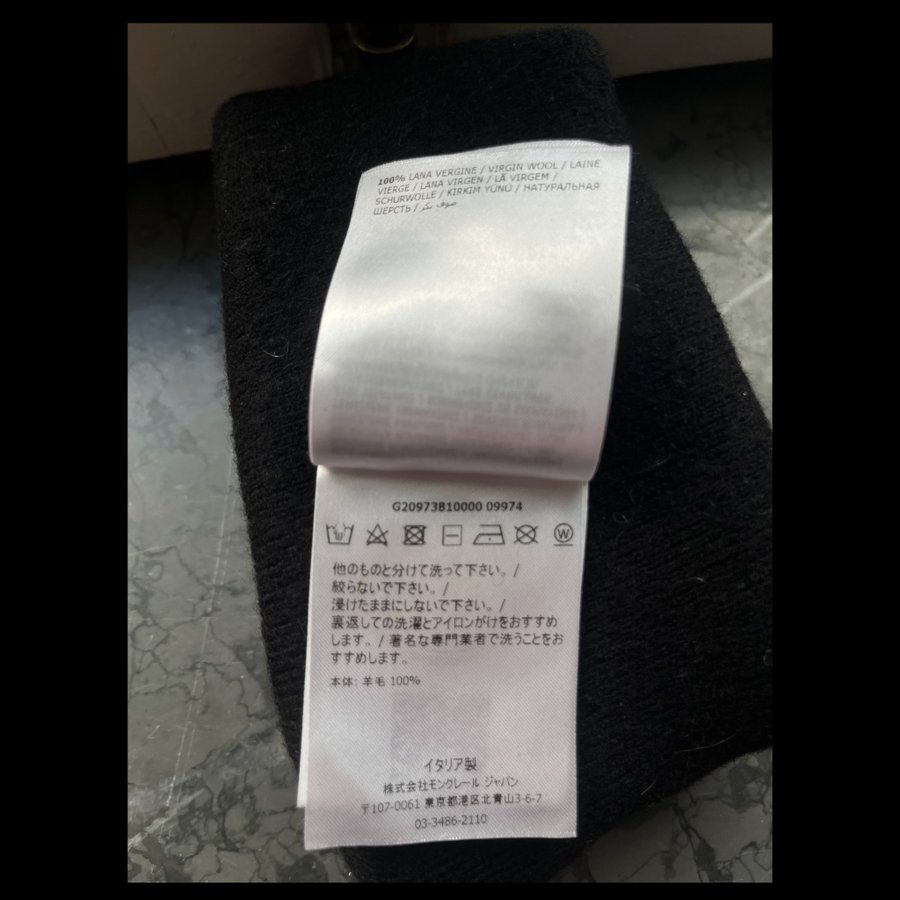 100% LANA VERGINE / VIRGIN WOOL / LAINE
VIERGE / LANA VIRGEN / LÃ VIRGEM /
SCHURWOLLE / KIRKIM YÜNÜ / НАТУРАЛЬНАЯ
ШЕРСТЬ / صوف بكر
G20973B10000 09974
W
他のものと分けて洗って下さい。/
絞らないで下さい。/
浸けたままにしないで下さい。/
裏返しての洗濯とアイロンがけをおすすめ
します。/ 著名な専門業者で洗うことをお
すすめします。
本体: 羊毛 100%
イタリア製
株式会社モンクレール ジャパン
〒107-0061 東京都港区北青山3-6-7
03-3486-2110